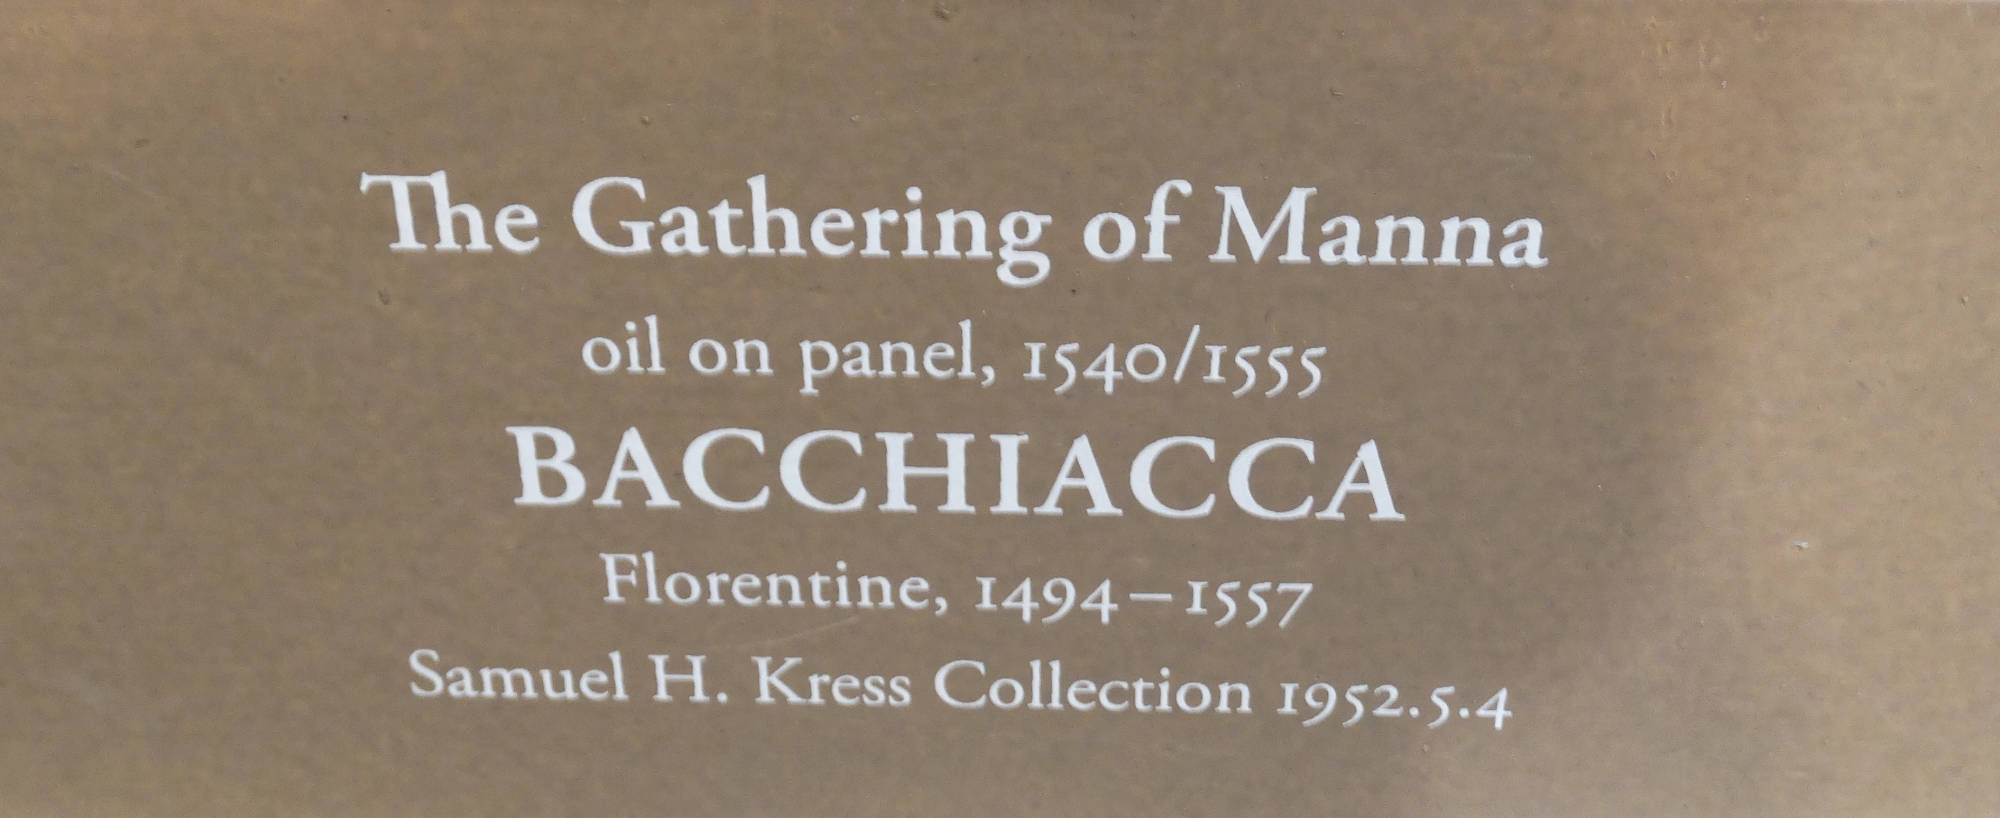 The Gathering of Manna
oil on panel, 1540/1555
BACCHIACCA
Florentine, 1494–1557
Samuel H. Kress Collection 1952.5.4